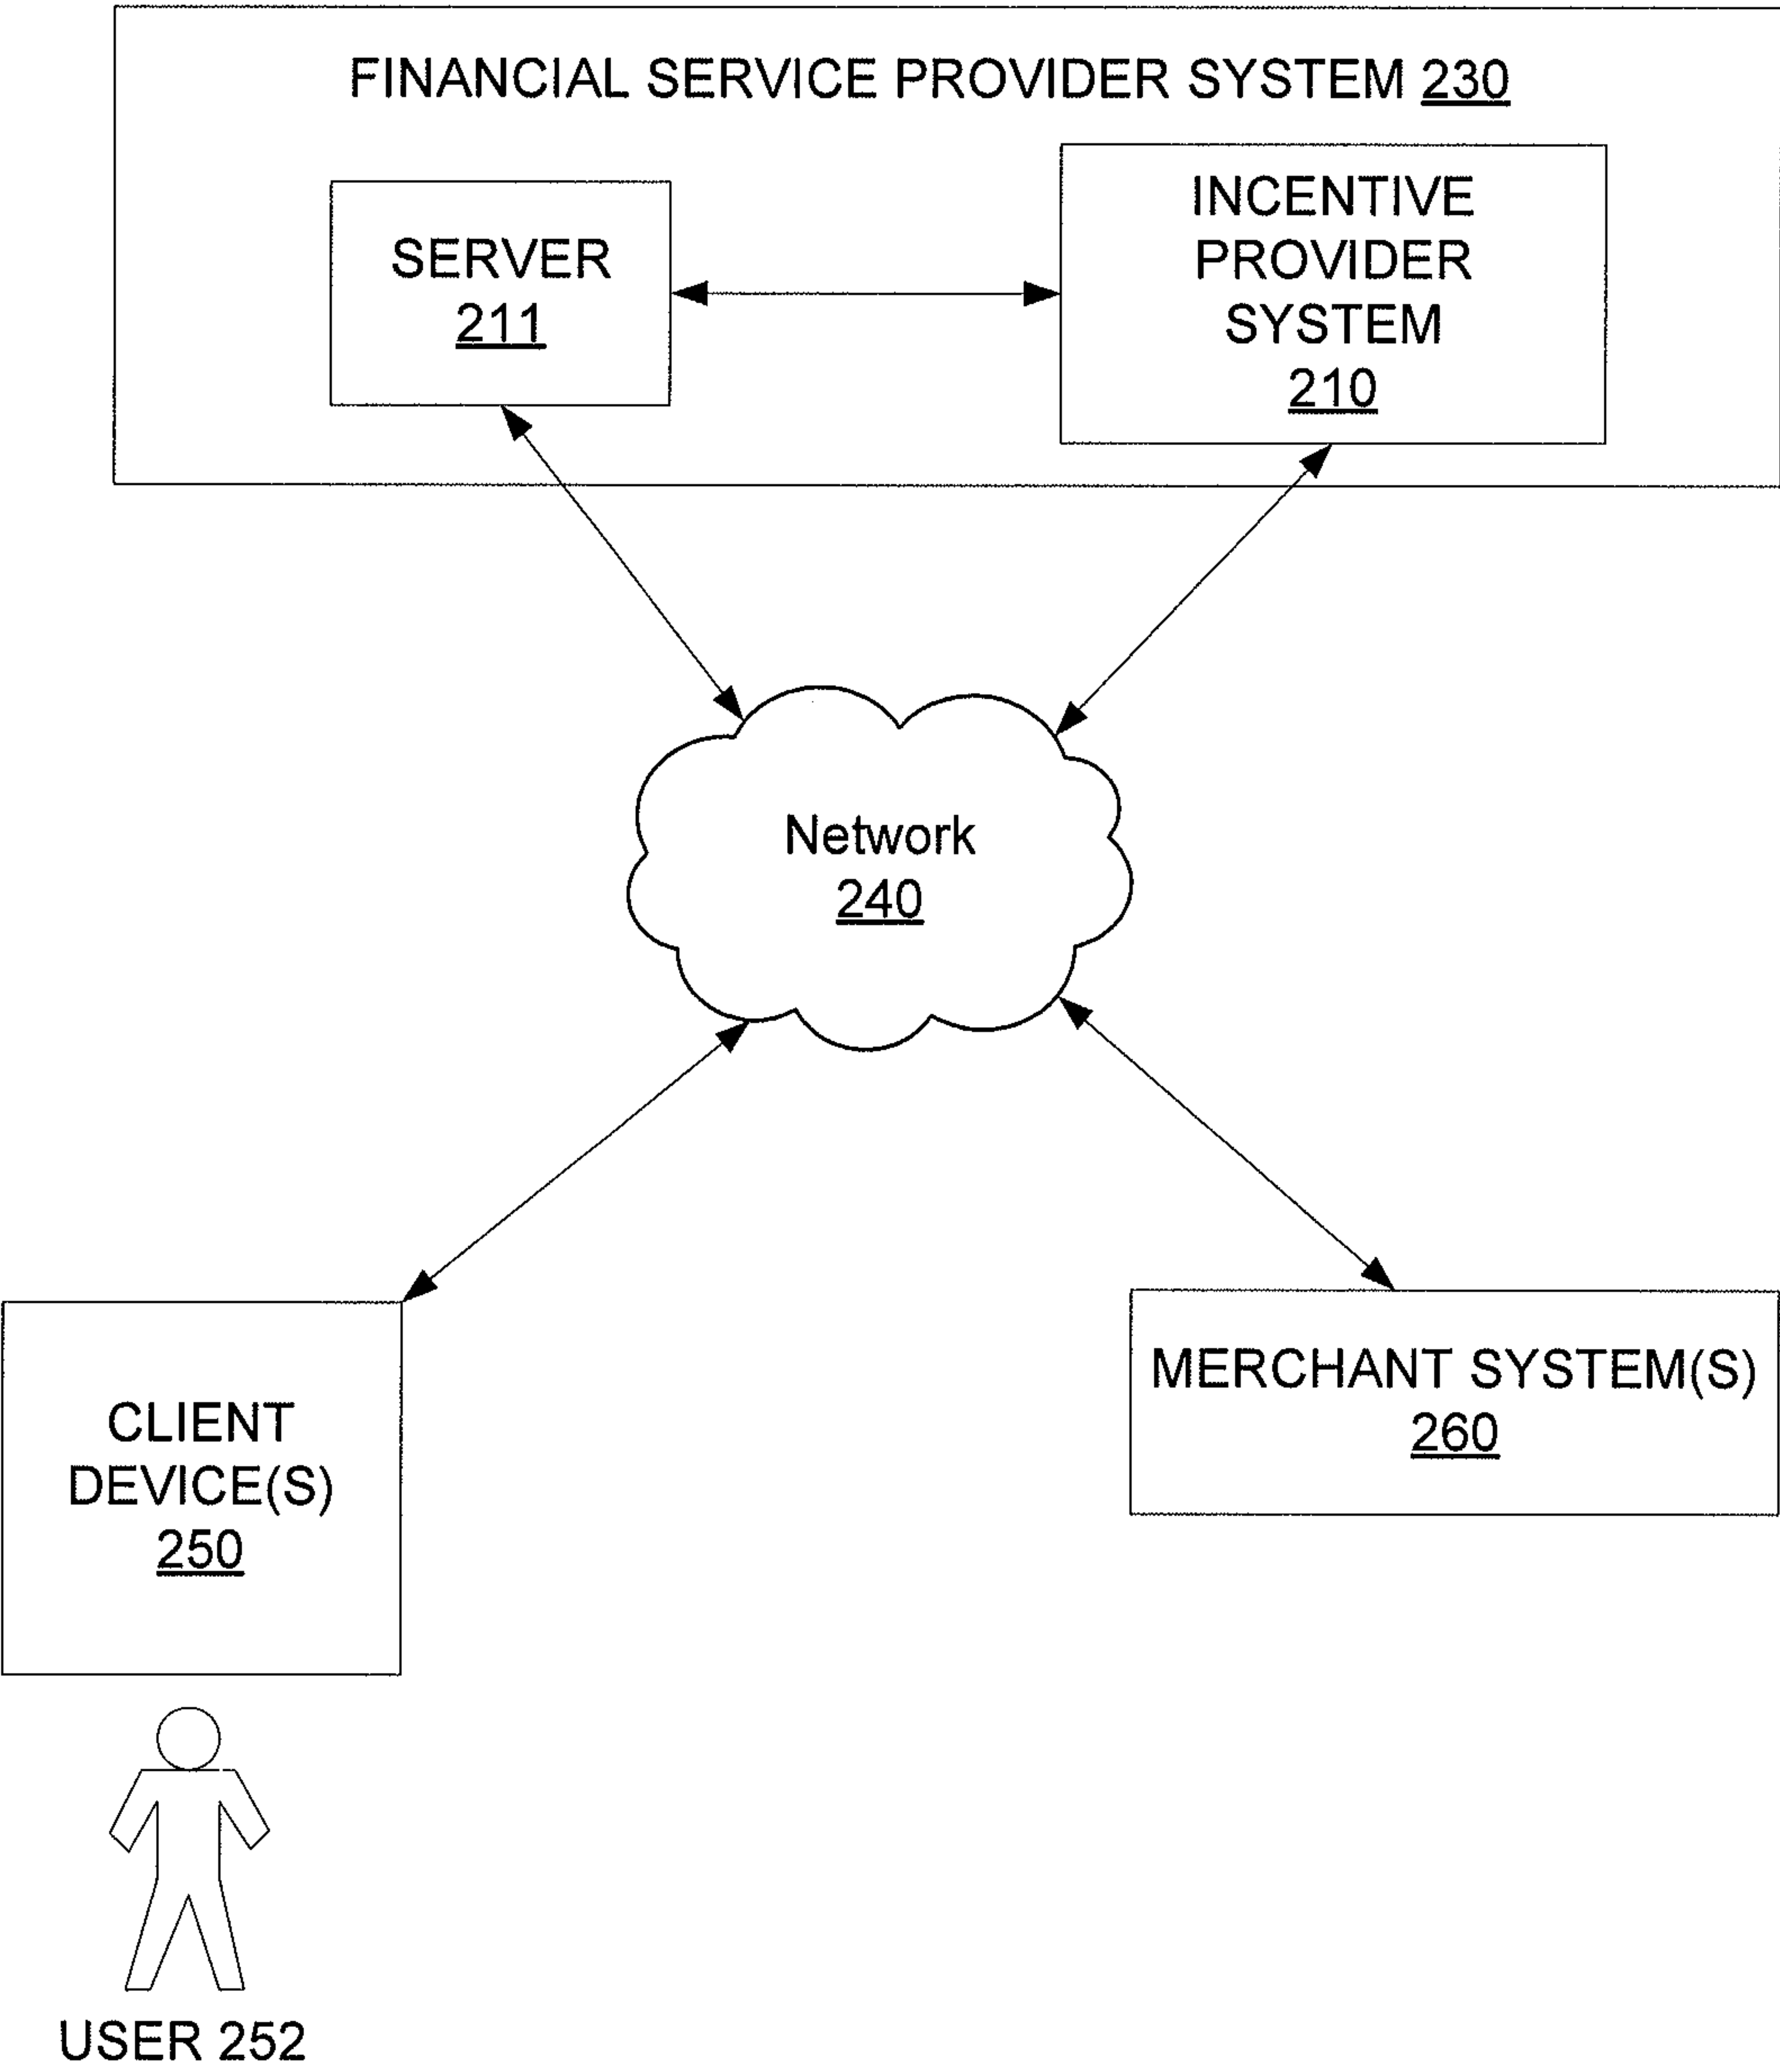 FINANCIAL SERVICE PROVIDER SYSTEM 230
SERVER
211
INCENTIVE
PROVIDER
SYSTEM
210
Network
240
CLIENT
DEVICE(S)
250
MERCHANT SYSTEM(S)
260
USER 252